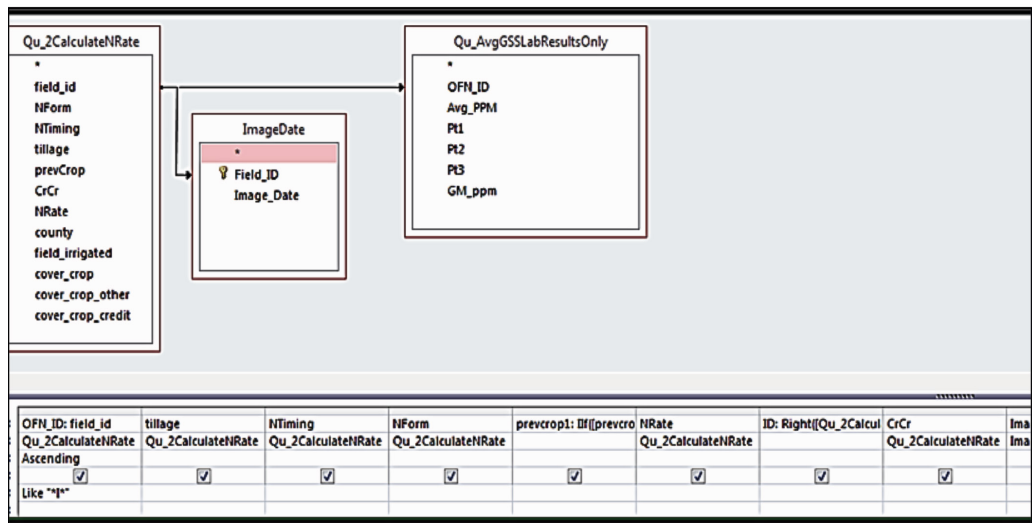 Qu_2CalculateNRate
*
field_id
NForm
NTiming
tillage
prevCrop
CrCr
NRate
county
field_irrigated
cover_crop
cover_crop_other
cover_crop_credit
ImageDate
*
Field_ID
Image_Date
Qu_AvgGSSLabResultsOnly
*
OFN_ID
Avg_PPM
Pt1
Pt2
Pt3
GM_ppm
OFN_ID: field_id tillage NTiming NForm prevcrop1: IIf([prevcro NRate ID: Right([Qu_2Calcul CrCr Ima
Qu_2CalculateNRate Qu_2CalculateNRate Qu_2CalculateNRate Qu_2CalculateNRate Qu_2CalculateNRate Qu_2CalculateNRate Ima
Ascending
Like "*I*"